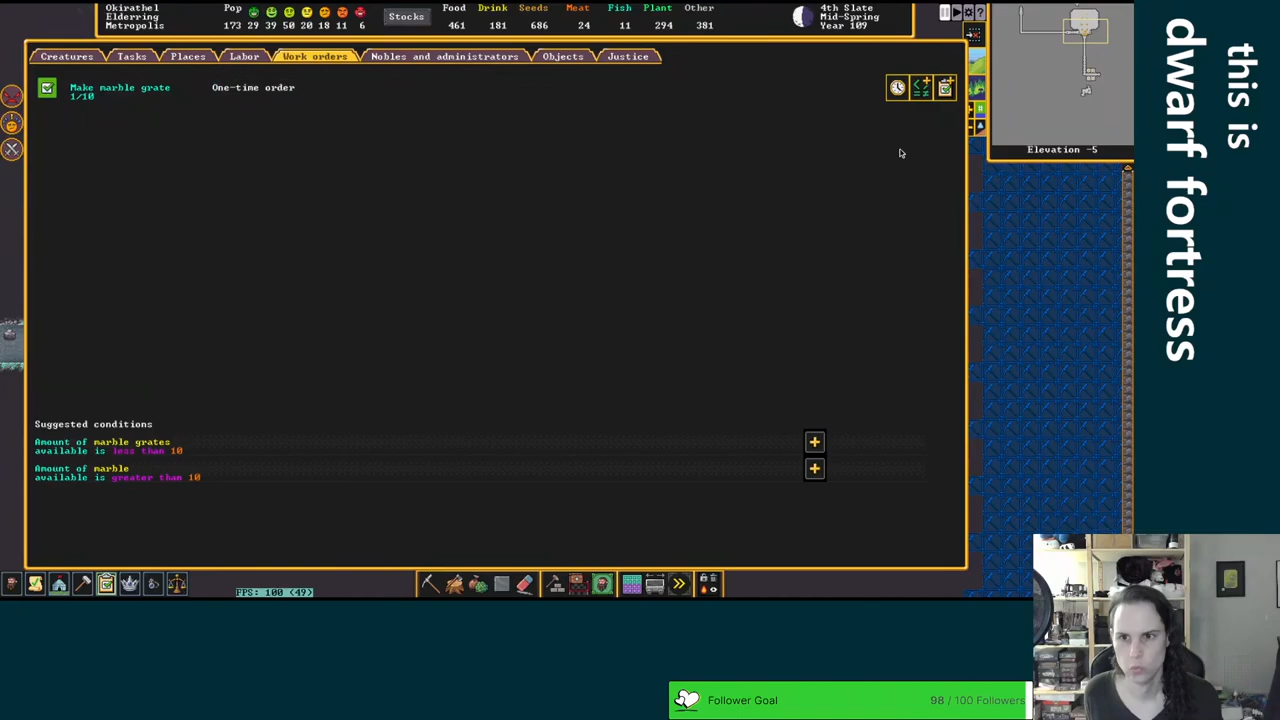 Okirathel
Elderring
Metropolis
Pop
173 29 39 50 20 18 11 6
Stocks
Food Drink Seeds Meat Fish Plant Other
461 181 686 24 11 294 381
4th Slate
Mid-Spring
Year 109
Elevation -5
Creatures Tasks Places Labor Work orders Nobles and administrators Objects Justice
Make marble grate One-time order
1/10
Suggested conditions
Amount of marble grates
available is less than 10
Amount of marble
available is greater than 10
FPS: 100 (49)
this is
dwarf fortress
Follower Goal 98 / 100 Followers